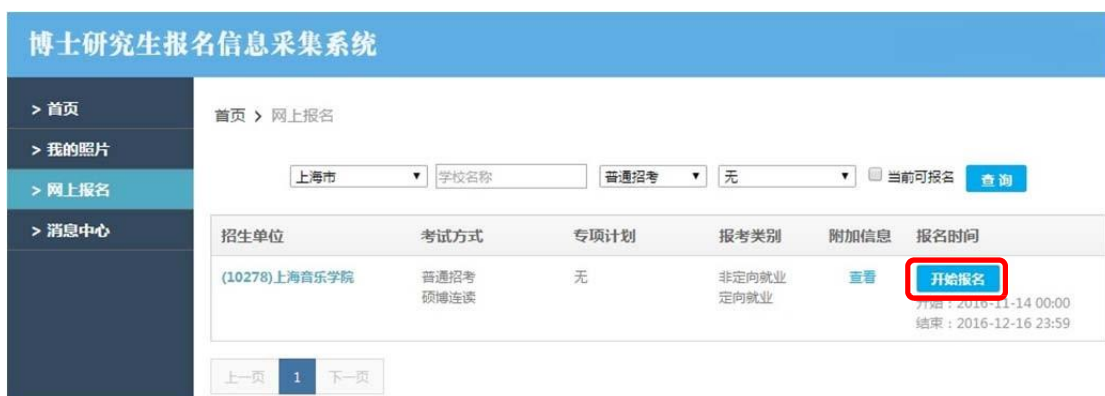 博士研究生报名信息采集系统
> 首页
> 我的照片
> 网上报名
> 消息中心
首页 > 网上报名
上海市 学校名称 普通招考 无 当前可报名 查询
招生单位 考试方式 专项计划 报考类别 附加信息 报名时间
(10278)上海音乐学院 普通招考 无 非定向就业 查看 开始报名
硕博连读 定向就业 开始：2016-11-14 00:00
结束：2016-12-16 23:59
上一页 1 下一页